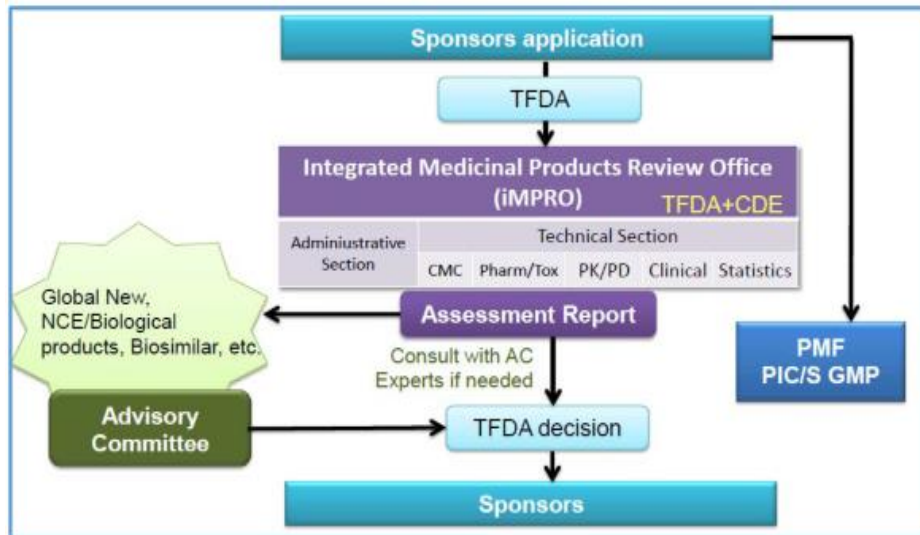 Sponsors application
TFDA
Integrated Medicinal Products Review Office
(iMPRO)
TFDA+CDE
Adminiustrative
Section
Technical Section
CMC Pharm/Tox PK/PD Clinical Statistics
Global New,
NCE/Biological
products, Biosimilar, etc.
Assessment Report
Consult with AC
Experts if needed
PMF
PIC/S GMP
Advisory
Committee
TFDA decision
Sponsors